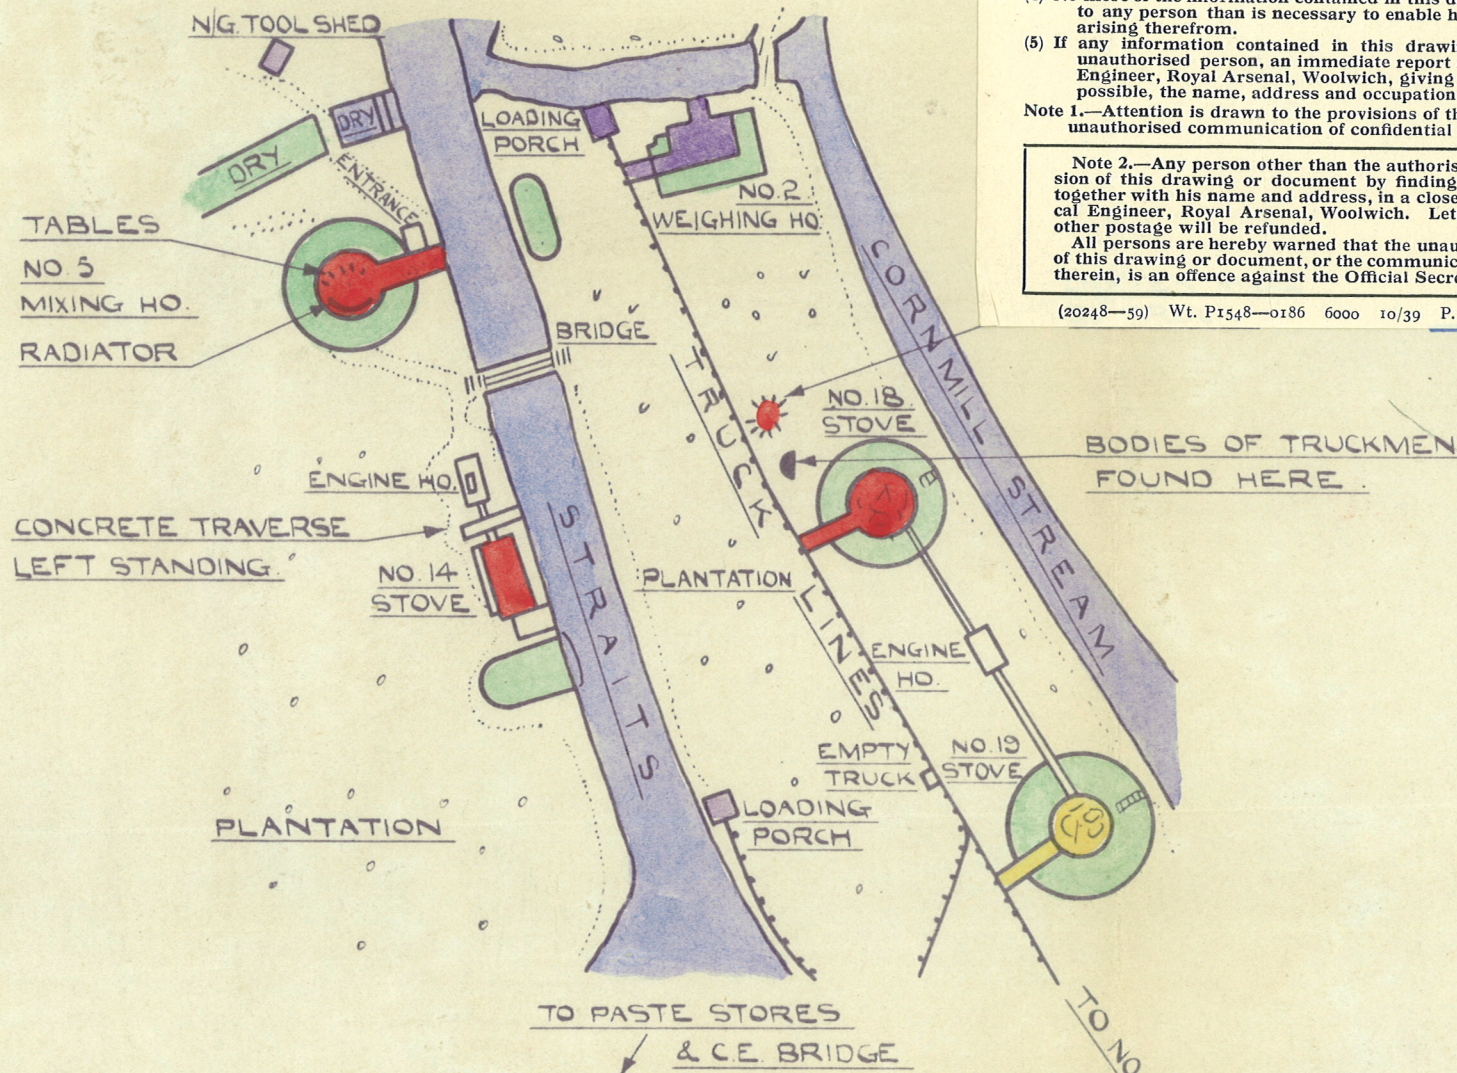 N/G. TOOL SHED
DRY
DRY
ENTRANCE
LOADING
PORCH
NO. 2
WEIGHING HO.
TABLES
NO. 5
MIXING HO.
RADIATOR
BRIDGE
CORNMILL STREAM
TRUCK LINES
NO. 18.
STOVE
BODIES OF TRUCKMEN
FOUND HERE.
ENGINE HO.
CONCRETE TRAVERSE
LEFT STANDING.
NO. 14
STOVE
STRAITS
PLANTATION
ENGINE
HO.
EMPTY
TRUCK
NO. 19
STOVE
LOADING
PORCH
PLANTATION
TO PASTE STORES
& C.E. BRIDGE
TO NO
to any person than is necessary to enable h
arising therefrom.
(5) If any information contained in this drawi
unauthorised person, an immediate report
Engineer, Royal Arsenal, Woolwich, giving
possible, the name, address and occupation
Note 1.—Attention is drawn to the provisions of th
unauthorised communication of confidential
Note 2.—Any person other than the authoris
sion of this drawing or document by finding
together with his name and address, in a close
cal Engineer, Royal Arsenal, Woolwich. Let
other postage will be refunded.
All persons are hereby warned that the unau
of this drawing or document, or the communic
therein, is an offence against the Official Secre
(20248—59) Wt. P1548—0186 6000 10/39 P.